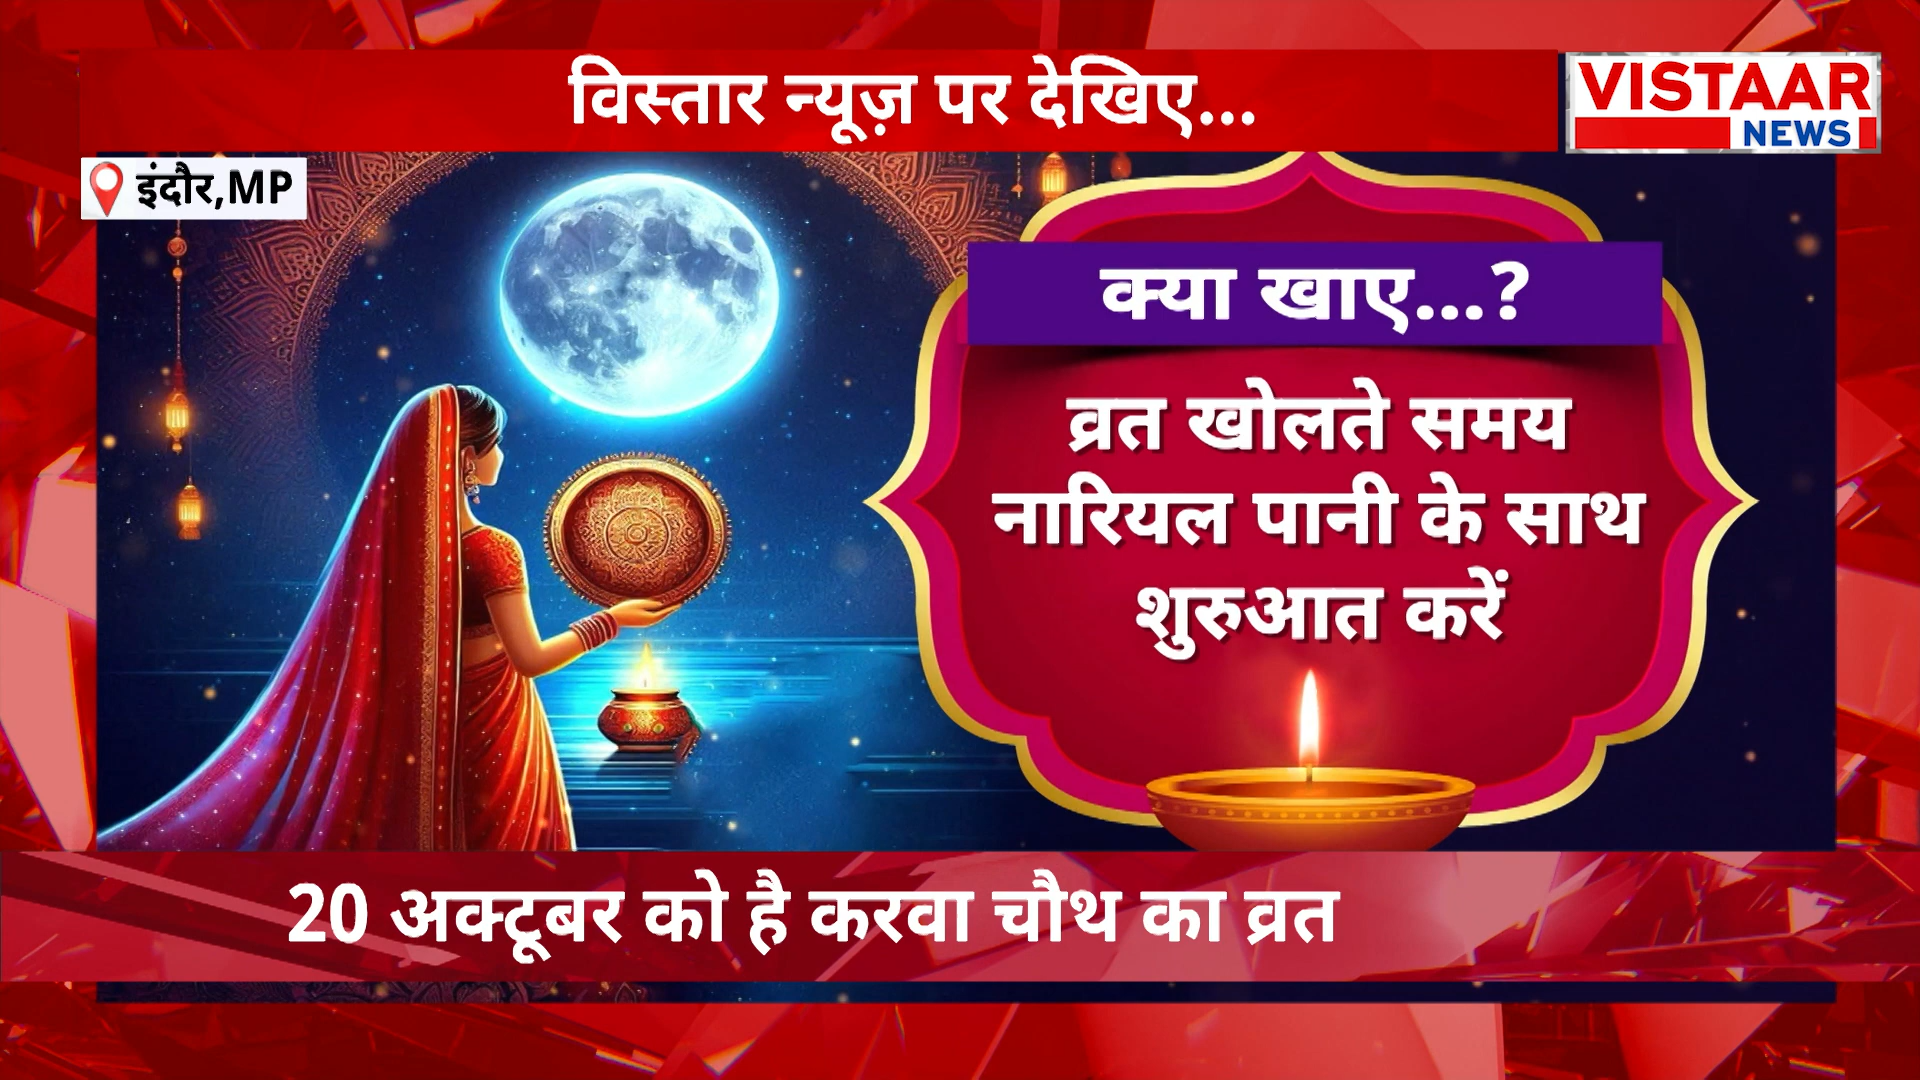 विस्तार न्यूज़ पर देखिए...
VISTAAR
NEWS
इंदौर,MP
क्या खाए...?
व्रत खोलते समय
नारियल पानी के साथ
शुरुआत करें
20 अक्टूबर को है करवा चौथ का व्रत